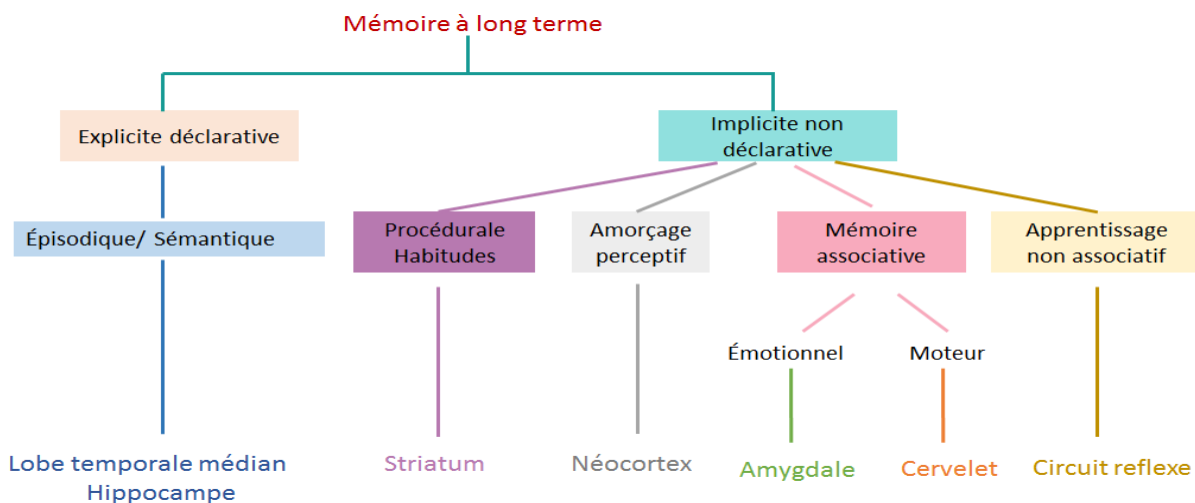 Mémoire à long terme
Explicite déclarative
Implicite non
déclarative
Épisodique/ Sémantique
Procédurale
Habitudes
Amorçage
perceptif
Mémoire
associative
Apprentissage
non associatif
Émotionnel
Moteur
Lobe temporale médian
Hippocampe
Striatum
Néocortex
Amygdale
Cervelet
Circuit reflexe